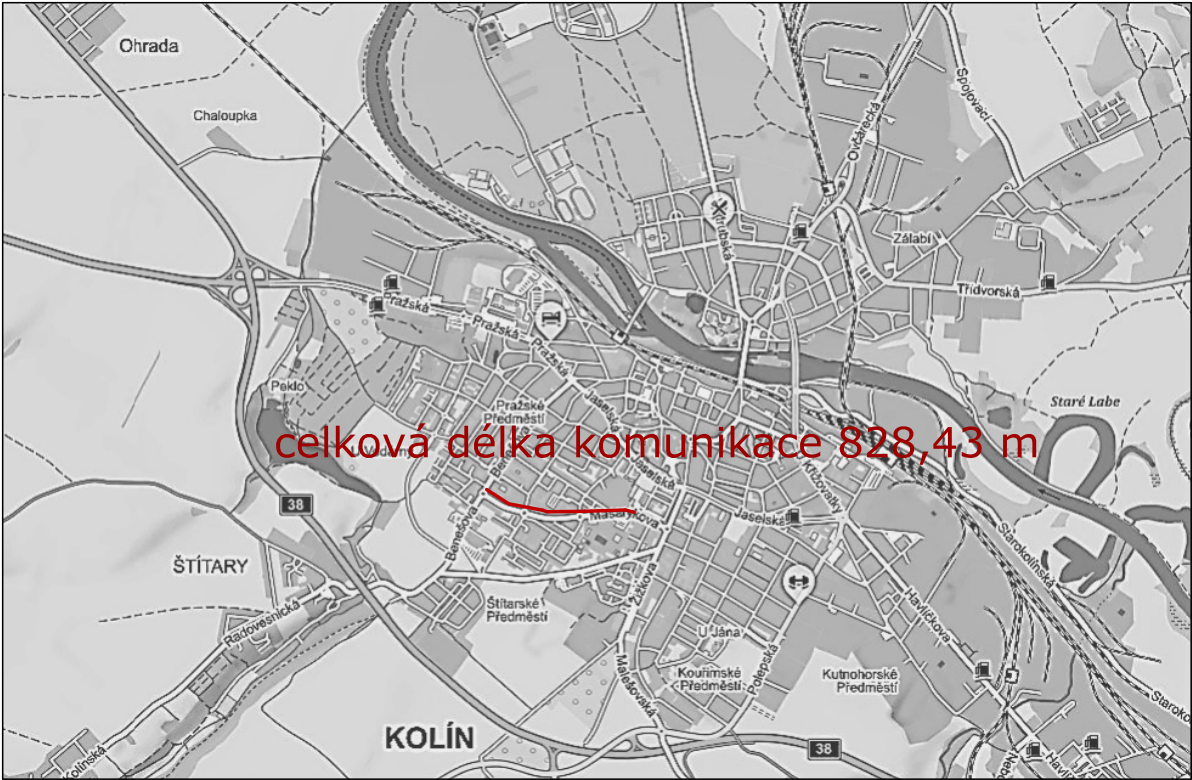 Ohrada
Chaloupka
Spojovací
Ovčárecká
Zálabí
Třídvorská
Pražská
Pražská
Pražská
Peklo
Pražské
Předměstí
Jaselská
Staré Labe
celková délka komunikace 828,43 m
Jaselská
Křižovatky
38
Benešova
Masarykova
Jaselská
Starokolínská
ŠTÍTARY
Žižkova
Radovesnická
Štítarské
Předměstí
Havlíčkova
U Jána
Kouřimské
Předměstí
Polepská
Kutnohorské
Předměstí
Malešovská
KOLÍN
38
Kolínská